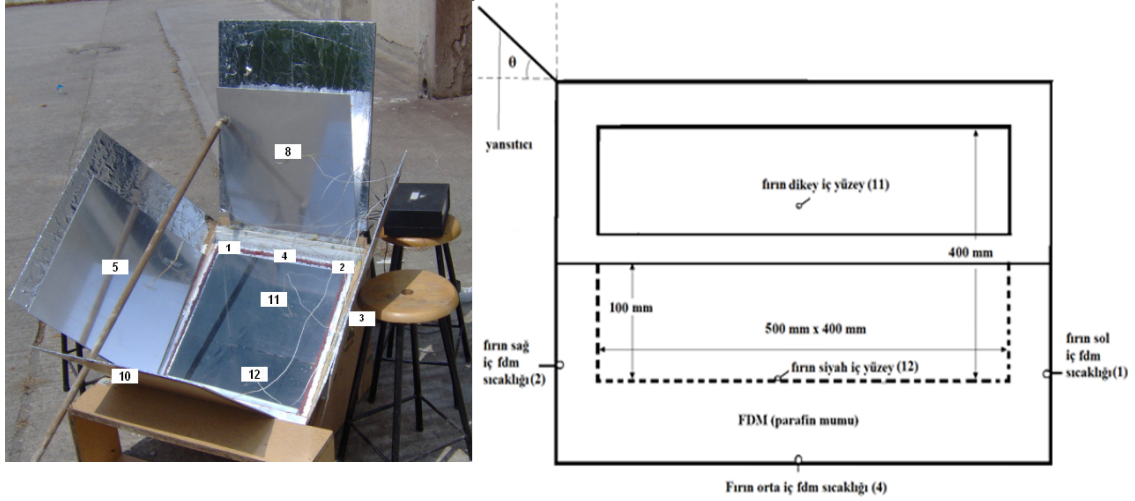 8
1
4
2
5
11
3
12
10
θ
yansıtıcı
fırın dikey iç yüzey (11)
400 mm
100 mm
500 mm x 400 mm
fırın sağ
iç fdm
sıcaklığı(2)
fırın siyah iç yüzey (12)
fırın sol
iç fdm
sıcaklığı(1)
FDM (parafin mumu)
Fırın orta iç fdm sıcaklığı (4)